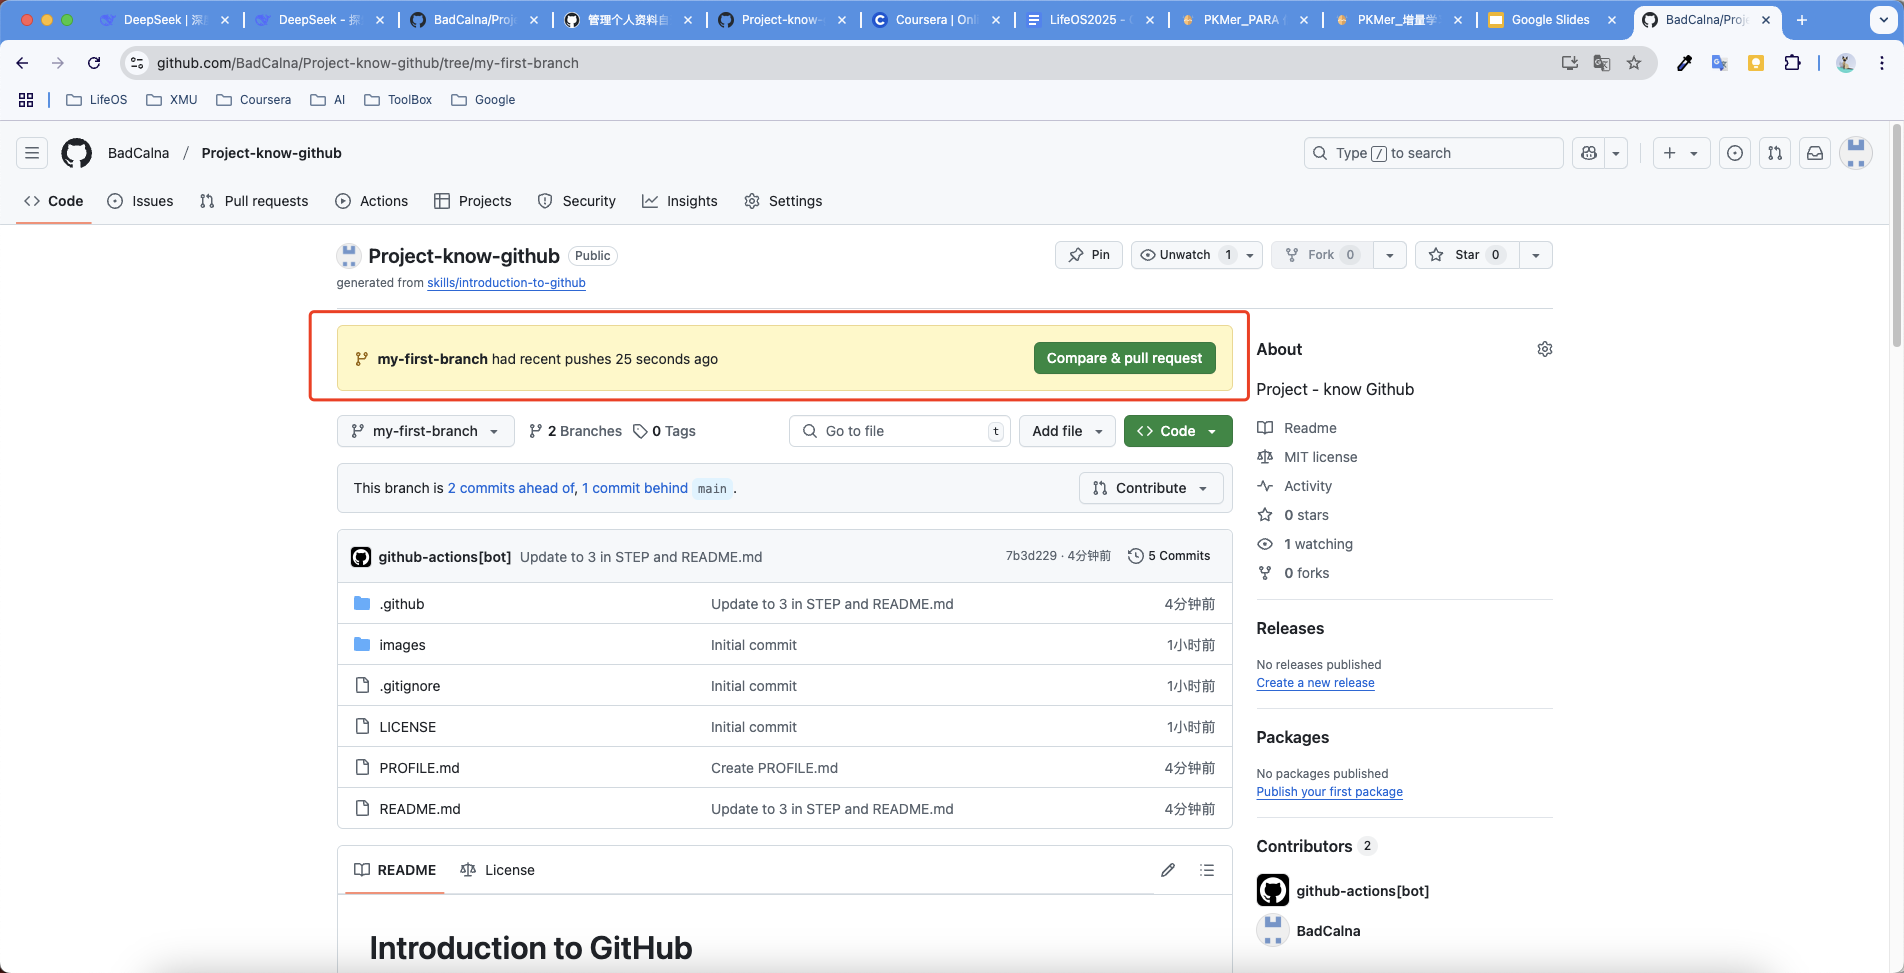 DeepSeek | 深
DeepSeek - 探
BadCalna/Proj
管理个人资料自
Project-know-
Coursera | Onl
LifeOS2025 -
PKMer_PARA
PKMer_增量学
Google Slides
BadCalna/Proj
github.com/BadCalna/Project-know-github/tree/my-first-branch
LifeOS
XMU
Coursera
AI
ToolBox
Google
BadCalna / Project-know-github
Type / to search
Code
Issues
Pull requests
Actions
Projects
Security
Insights
Settings
Project-know-github Public
Pin
Unwatch 1
Fork 0
Star 0
generated from skills/introduction-to-github
my-first-branch had recent pushes 25 seconds ago
Compare & pull request
my-first-branch
2 Branches
0 Tags
Go to file t
Add file
Code
This branch is 2 commits ahead of, 1 commit behind main .
Contribute
github-actions[bot] Update to 3 in STEP and README.md
7b3d229 · 4分钟前
5 Commits
.github Update to 3 in STEP and README.md 4分钟前
images Initial commit 1小时前
.gitignore Initial commit 1小时前
LICENSE Initial commit 1小时前
PROFILE.md Create PROFILE.md 4分钟前
README.md Update to 3 in STEP and README.md 4分钟前
README
License
Introduction to GitHub
About
Project - know Github
Readme
MIT license
Activity
0 stars
1 watching
0 forks
Releases
No releases published
Create a new release
Packages
No packages published
Publish your first package
Contributors 2
github-actions[bot]
BadCalna